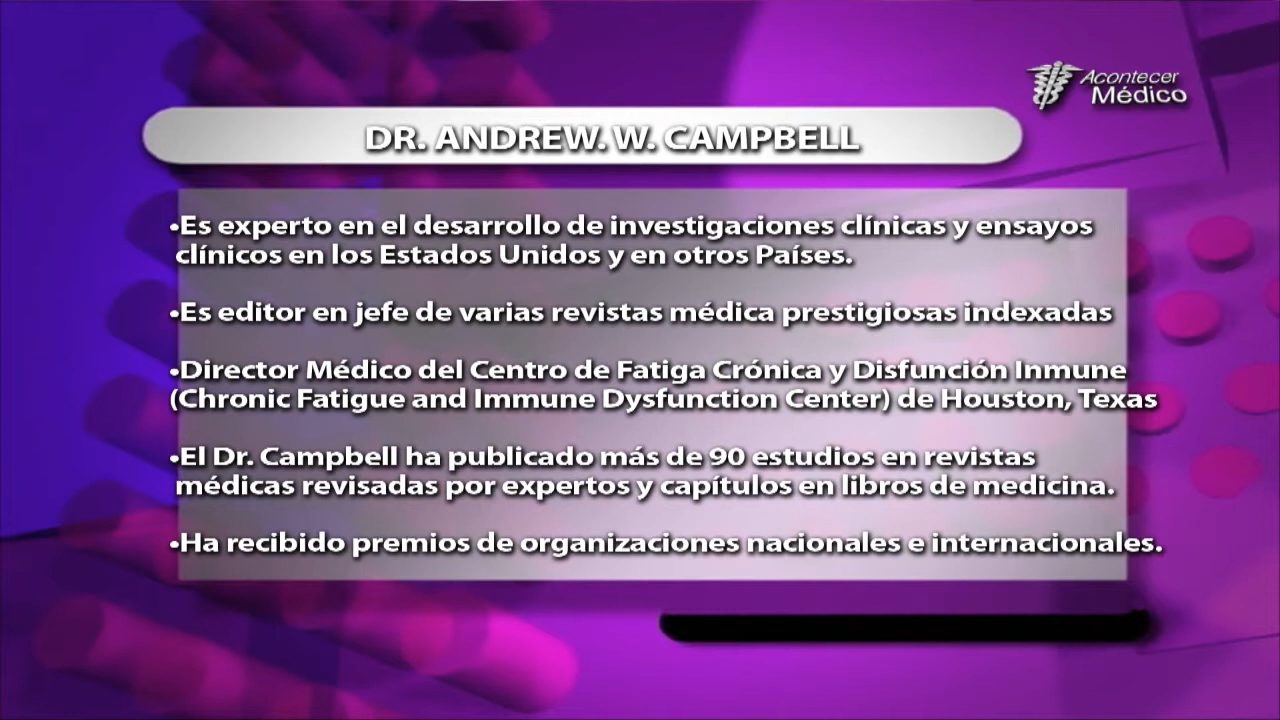 Acontecer
Médico
DR. ANDREW. W. CAMPBELL
•Es experto en el desarrollo de investigaciones clínicas y ensayos
clínicos en los Estados Unidos y en otros Países.
•Es editor en jefe de varias revistas médica prestigiosas indexadas
•Director Médico del Centro de Fatiga Crónica y Disfunción Inmune
(Chronic Fatigue and Immune Dysfunction Center) de Houston, Texas
•El Dr. Campbell ha publicado más de 90 estudios en revistas
médicas revisadas por expertos y capítulos en libros de medicina.
•Ha recibido premios de organizaciones nacionales e internacionales.